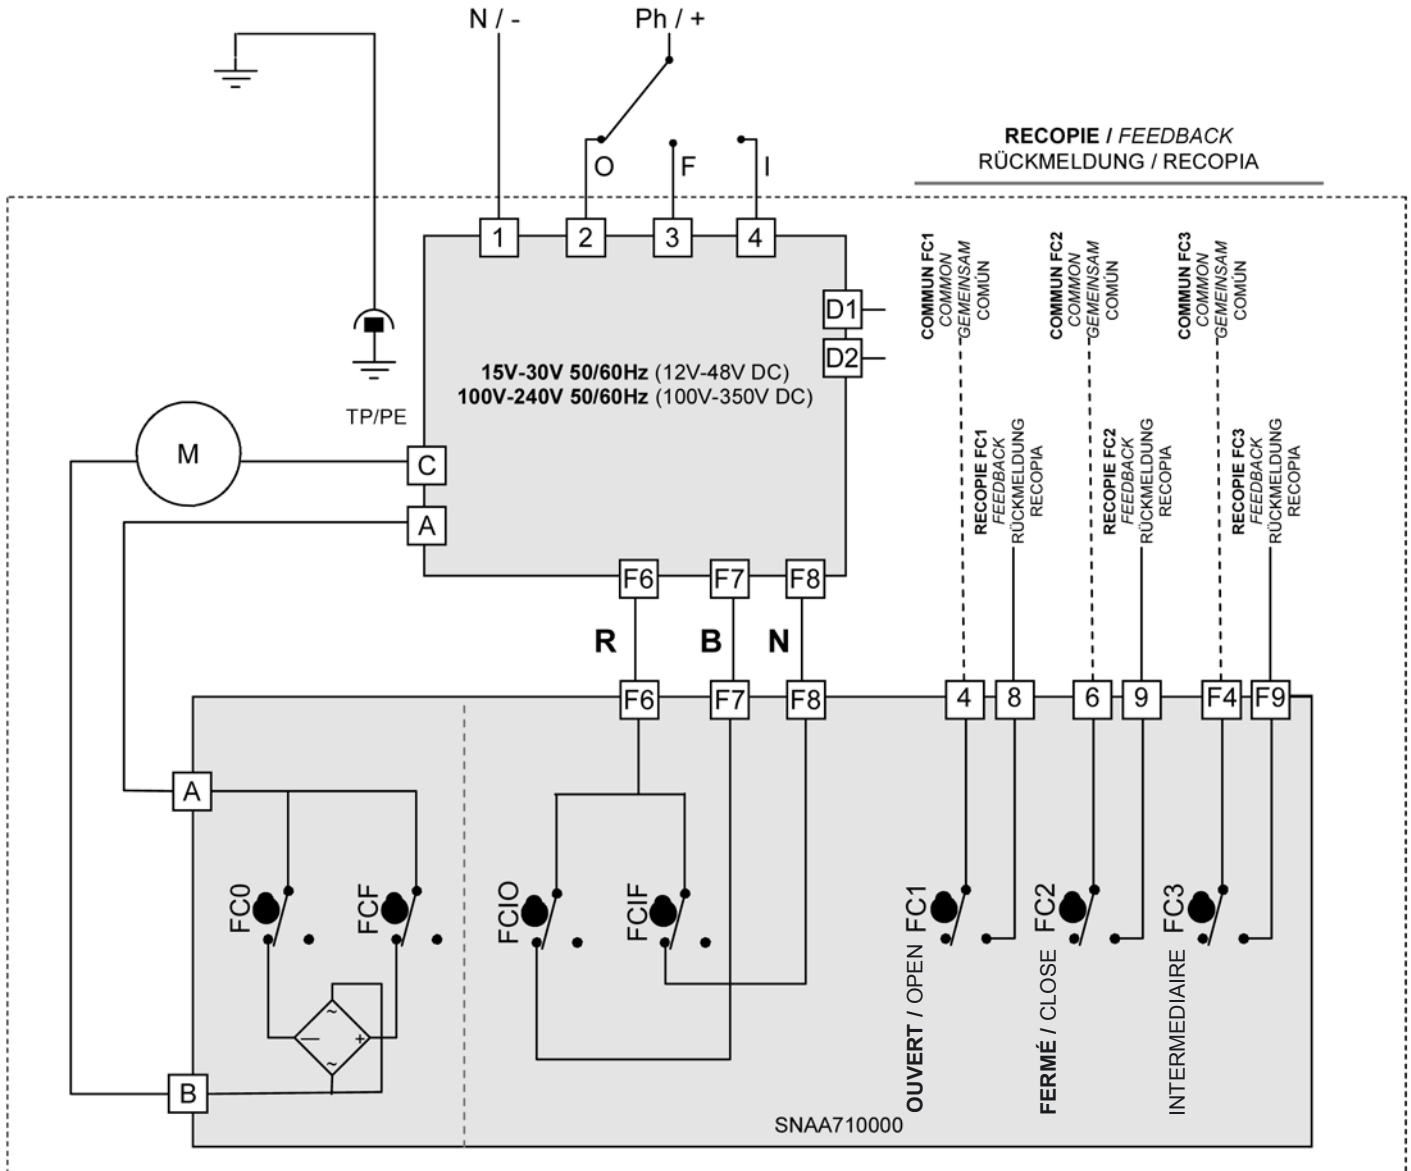 N / -
Ph / +
O
F
I
RECOPIE / FEEDBACK
RÜCKMELDUNG / RECOPIA
1
2
3
4
D1
D2
15V-30V 50/60Hz (12V-48V DC)
100V-240V 50/60Hz (100V-350V DC)
TP/PE
M
C
A
F6
F7
F8
R
B
N
COMMUN FC1
COMMON
GEMEINSAM
COMÚN
COMMUN FC2
COMMON
GEMEINSAM
COMÚN
COMMUN FC3
COMMON
GEMEINSAM
COMÚN
RECOPIE FC1
FEEDBACK
RÜCKMELDUNG
RECOPIA
RECOPIE FC2
FEEDBACK
RÜCKMELDUNG
RECOPIA
RECOPIE FC3
FEEDBACK
RÜCKMELDUNG
RECOPIA
F6
F7
F8
4
8
6
9
F4
F9
A
FC0
FCF
FCIO
FCIF
OUVERT / OPEN FC1
FERMÉ / CLOSE FC2
INTERMEDIAIRE FC3
~
—
+
~
B
SNAA710000